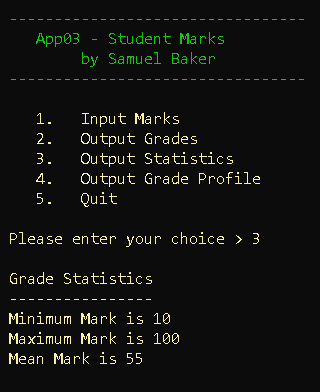 ---------------------------------
App03 - Student Marks
by Samuel Baker
---------------------------------
1. Input Marks
2. Output Grades
3. Output Statistics
4. Output Grade Profile
5. Quit
Please enter your choice > 3
Grade Statistics
----------------
Minimum Mark is 10
Maximum Mark is 100
Mean Mark is 55